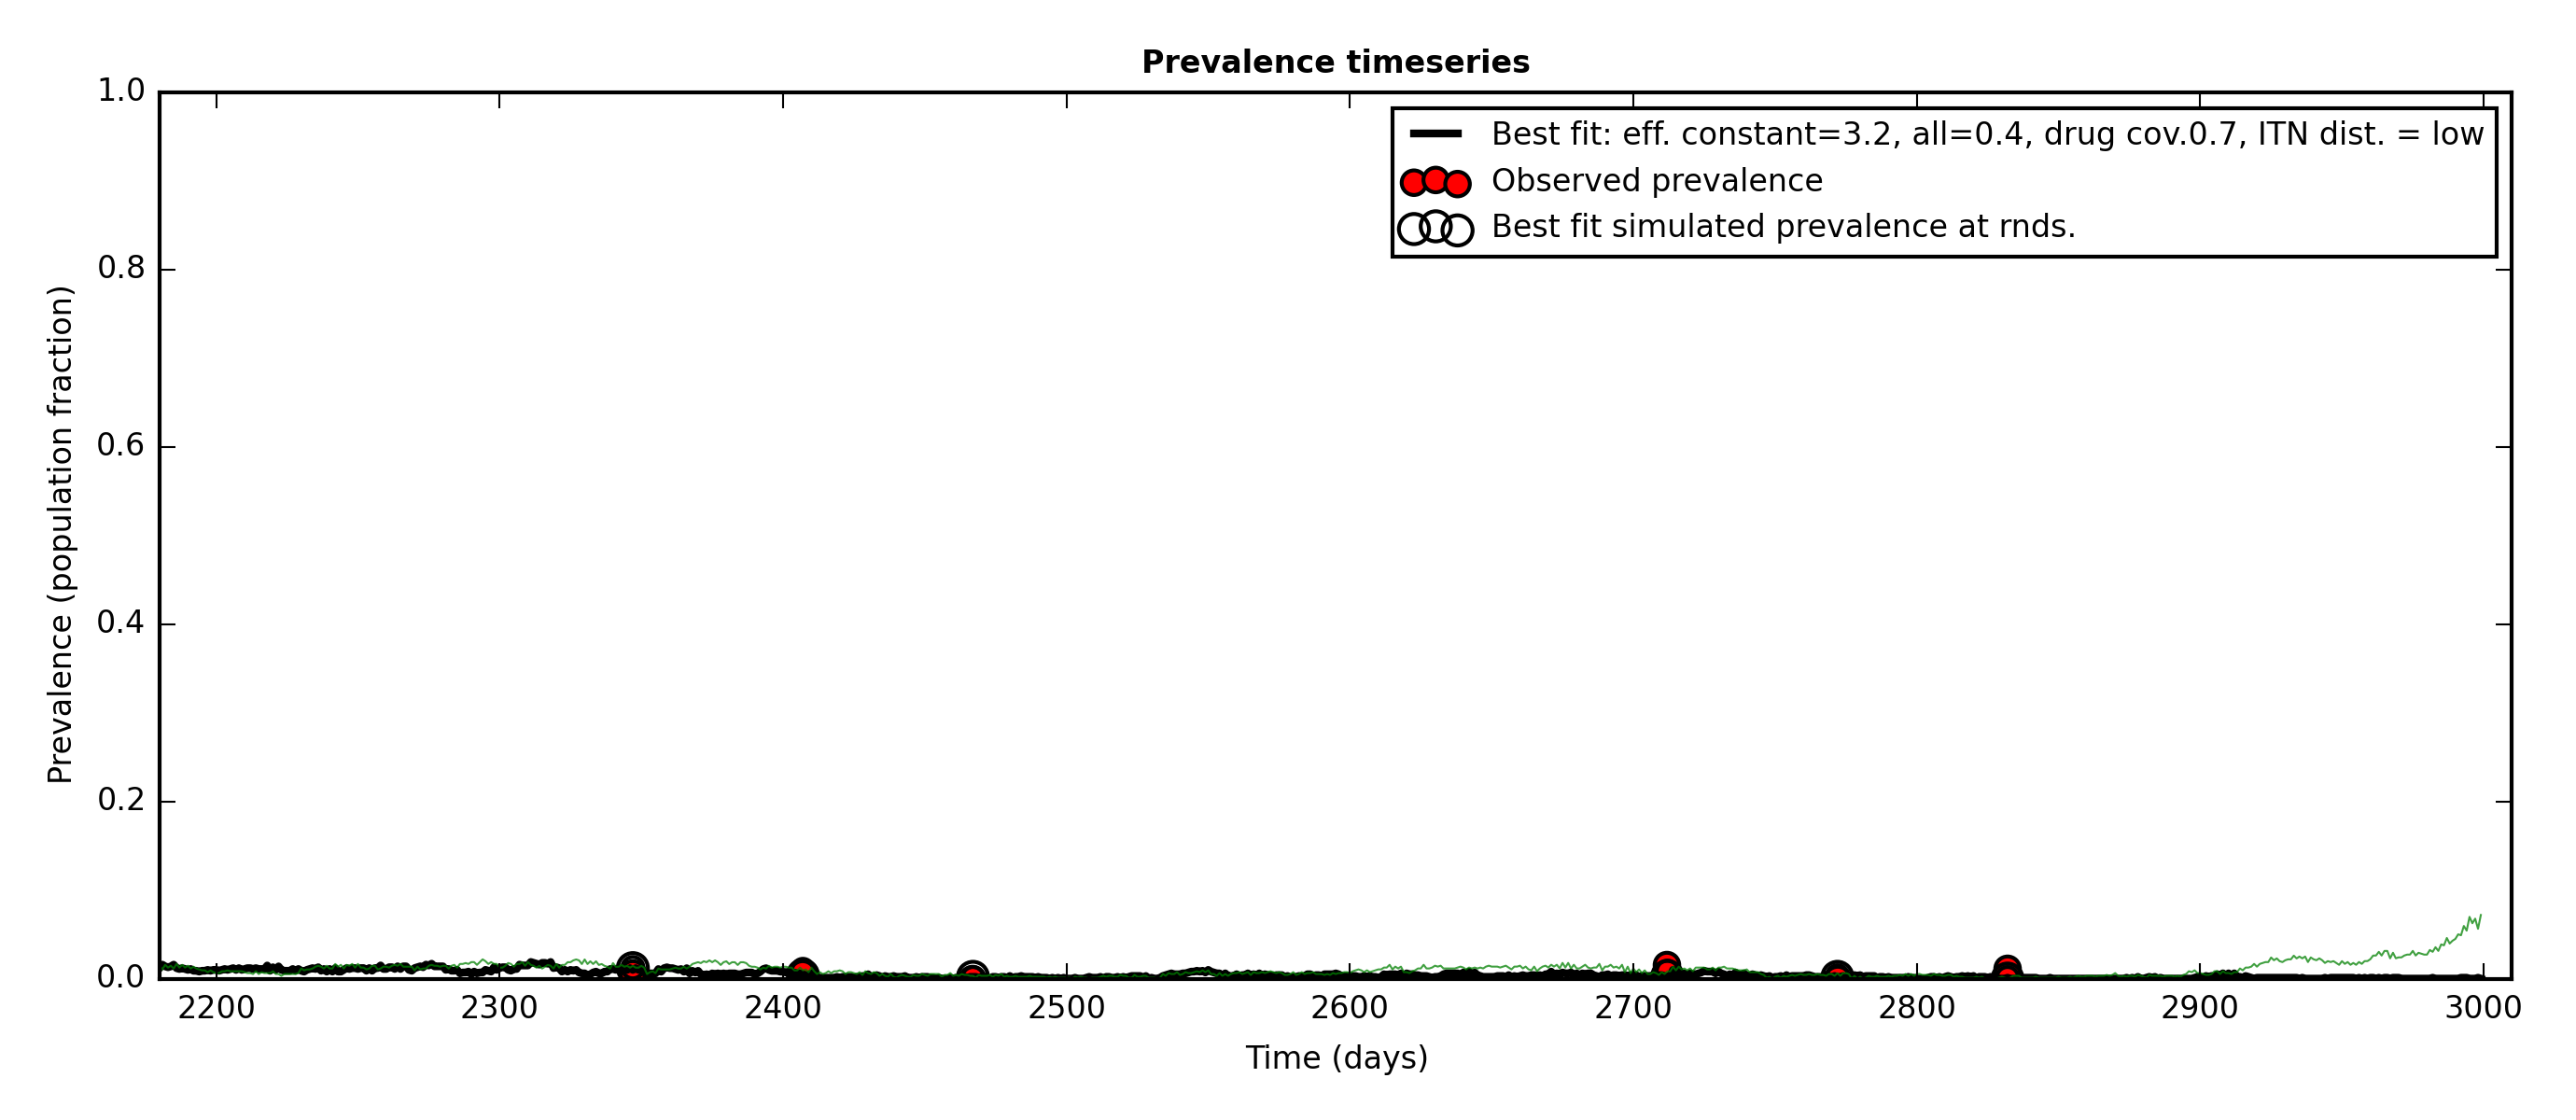 Prevalence timeseries
1.0
0.8
0.6
0.4
0.2
0.0
Prevalence (population fraction)
Best fit: eff. constant=3.2, all=0.4, drug cov.0.7, ITN dist. = low
Observed prevalence
Best fit simulated prevalence at rnds.
2200 2300 2400 2500 2600 2700 2800 2900 3000
Time (days)